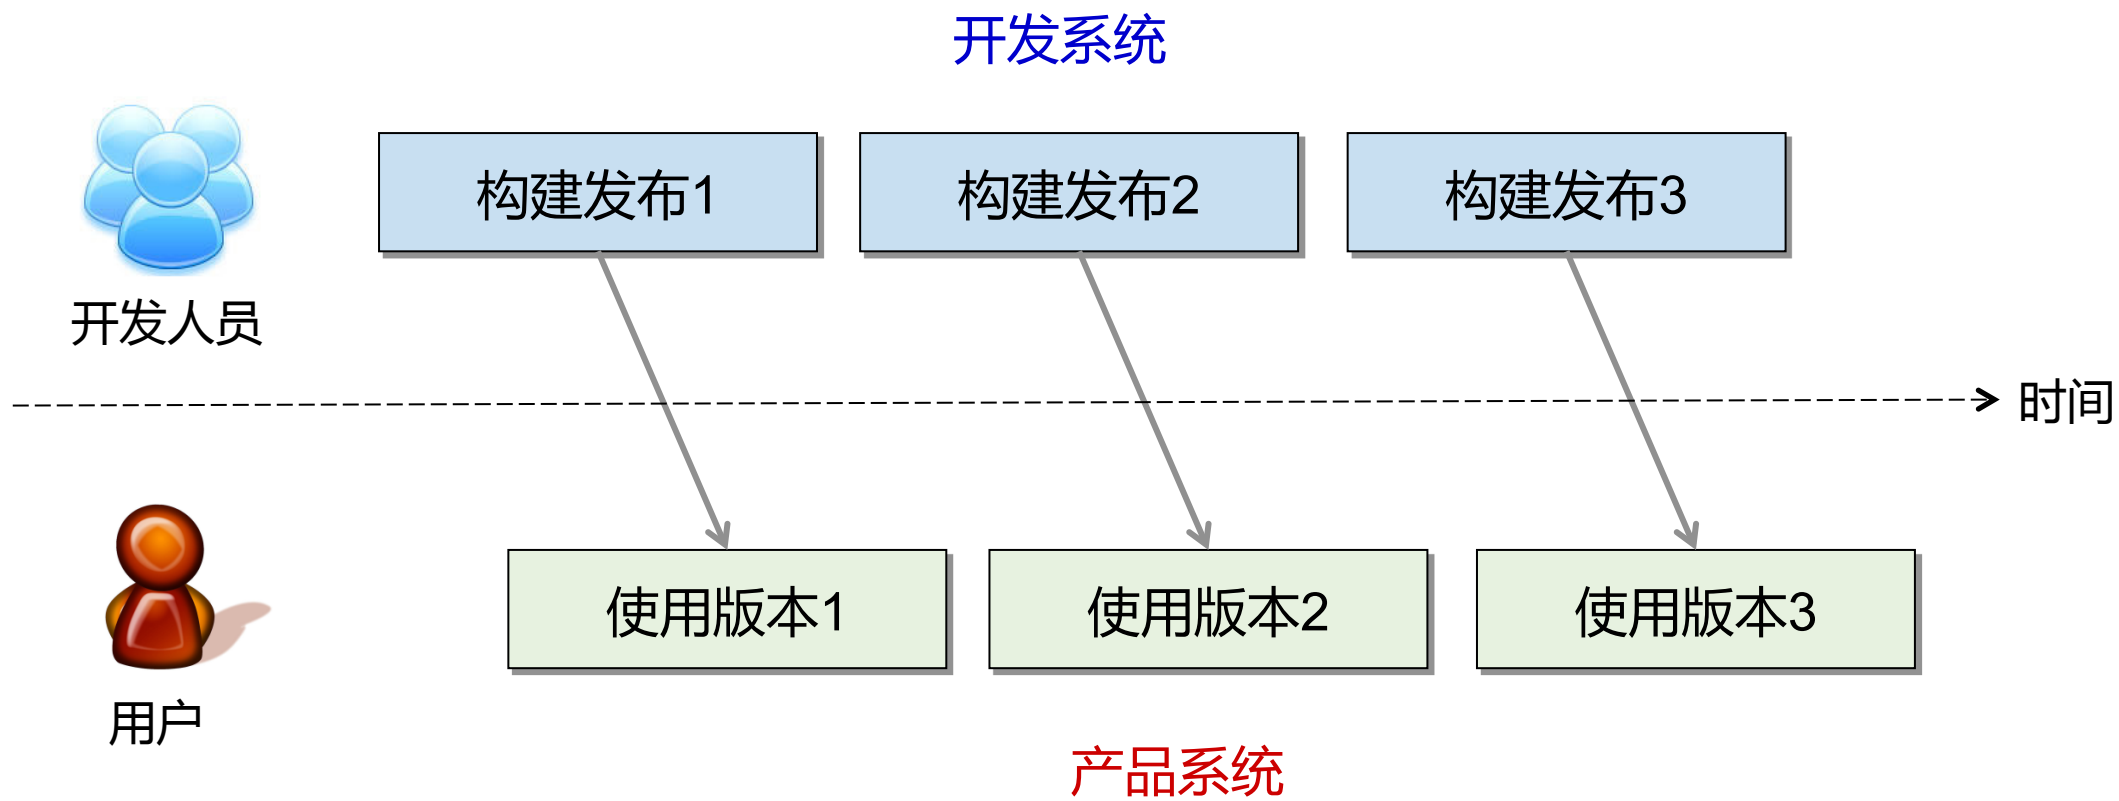 开发系统
构建发布1
构建发布2
构建发布3
开发人员
时间
使用版本1
使用版本2
使用版本3
用户
产品系统